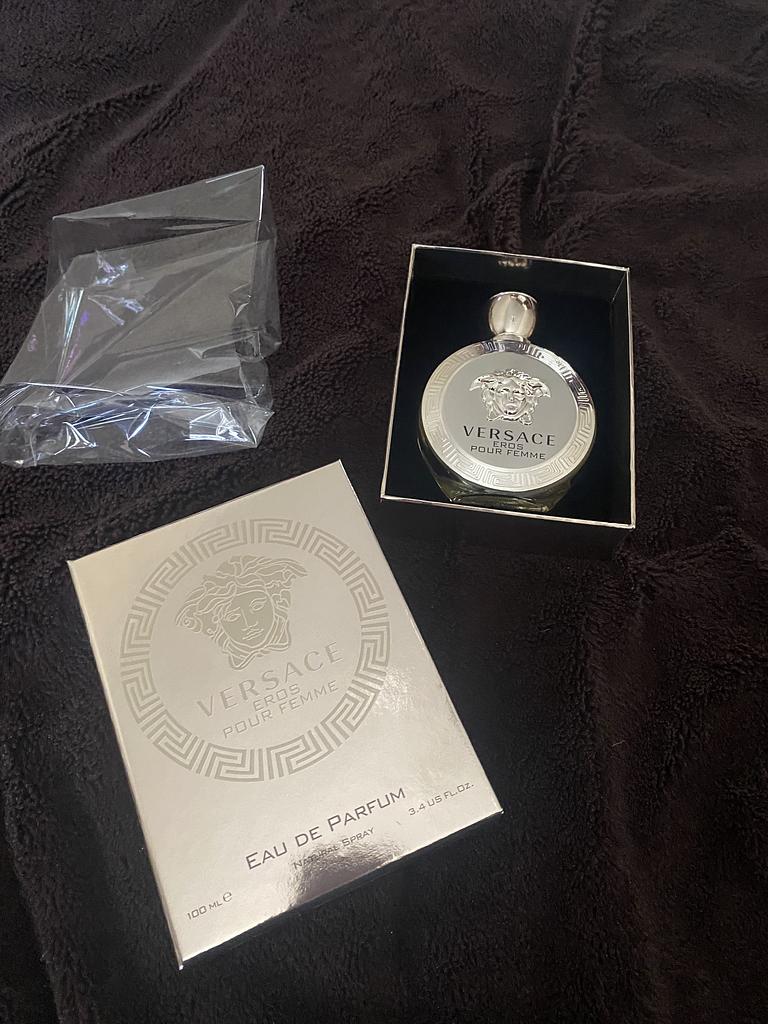 VERSACE
EROS
POUR FEMME
VERSACE
EROS
POUR FEMME
EAU DE PARFUM
NATURAL SPRAY
100 ML e
3.4 US FL.OZ.